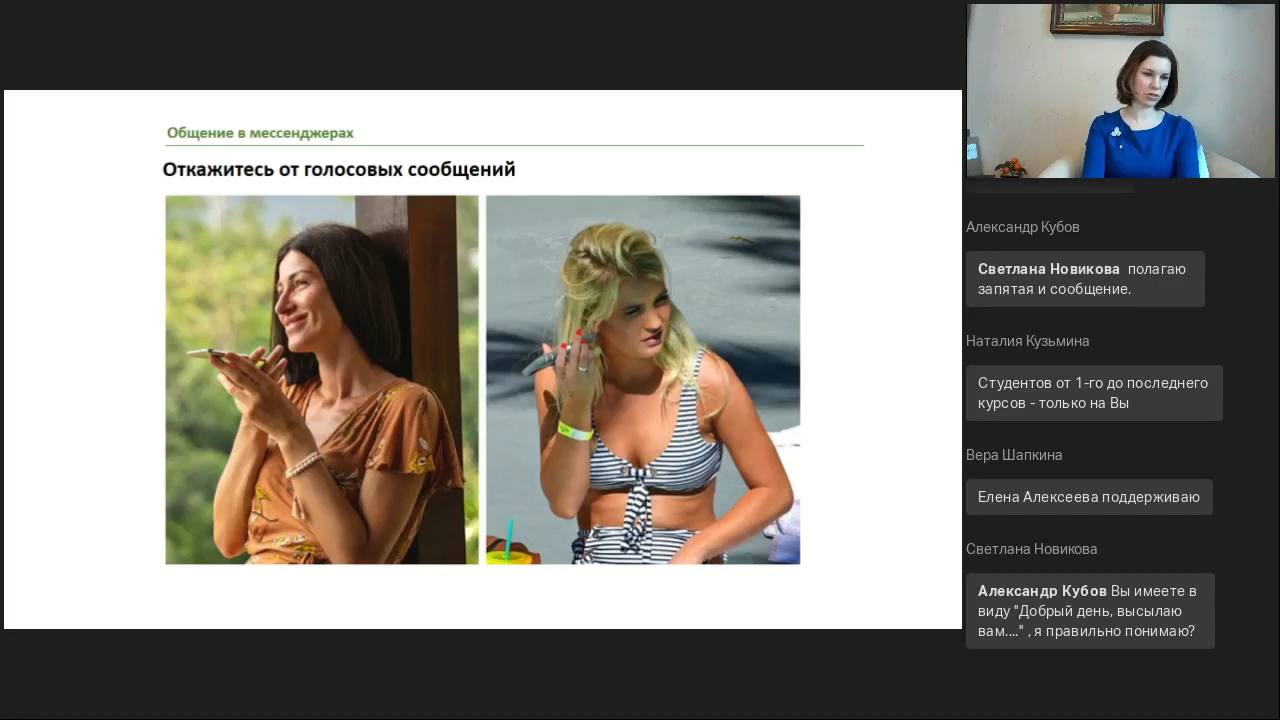 Общение в мессенджерах
Откажитесь от голосовых сообщений
Александр Кубов
Светлана Новикова полагаю
запятая и сообщение.
Наталия Кузьмина
Студентов от 1-го до последнего
курсов - только на Вы
Вера Шапкина
Елена Алексеева поддерживаю
Светлана Новикова
Александр Кубов Вы имеете в
виду "Добрый день, высылаю
вам...." , я правильно понимаю?